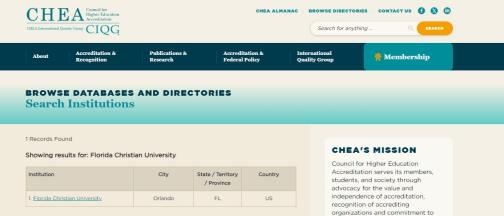 CHEA Council for
Higher Education
Accreditation
CHEA International Quality Group CIQG
CHEA ALMANAC BROWSE DIRECTORIES CONTACT US
Search for anything ... SEARCH
About
Accreditation &
Recognition
Publications &
Research
Accreditation &
Federal Policy
International
Quality Group
Membership
BROWSE DATABASES AND DIRECTORIES
Search Institutions
1 Records Found
Showing results for: Florida Christian University
Institution City State / Territory
/ Province Country
1. Florida Christian University Orlando FL US
CHEA'S MISSION
Council for Higher Education
Accreditation serves its members,
students, and society through
advocacy for the value and
independence of accreditation,
recognition of accrediting
organizations and commitment to